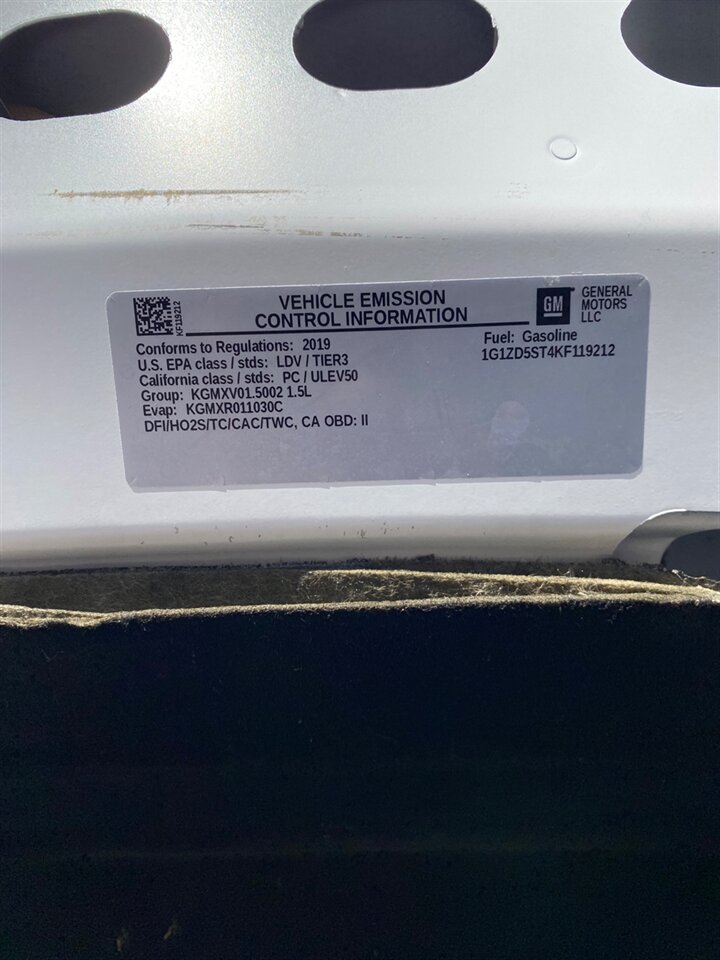 KF119212
VEHICLE EMISSION
CONTROL INFORMATION
GM
GENERAL
MOTORS
LLC
Conforms to Regulations: 2019
U.S. EPA class / stds: LDV / TIER3
California class / stds: PC / ULEV50
Group: KGMXV01.5002 1.5L
Evap: KGMXR011030C
DFI/HO2S/TC/CAC/TWC, CA OBD: II
Fuel: Gasoline
1G1ZD5ST4KF119212